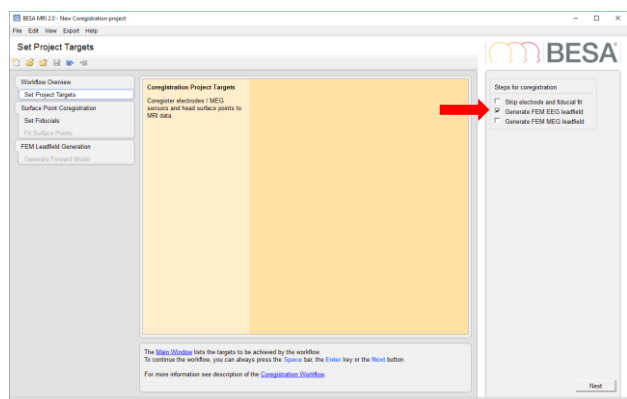 BESA MRI 2.0 - New Coregistration project
File Edit View Export Help
Set Project Targets
BESA
Workflow Overview
Set Project Targets
Surface Point Coregistration
Set Fiducials
Fit Surface Points
FEM Leadfield Generation
Generate Forward Model
Coregistration Project Targets
Coregister electrodes / MEG
sensors and head surface points to
MRI data.
Steps for coregistration
Skip electrode and fiducial fit
Generate FEM EEG leadfield
Generate FEM MEG leadfield
The Main Window lists the targets to be achieved by the workflow.
To continue the workflow, you can always press the Space bar, the Enter key or the Next button.
For more information see description of the Coregistration Workflow.
Next